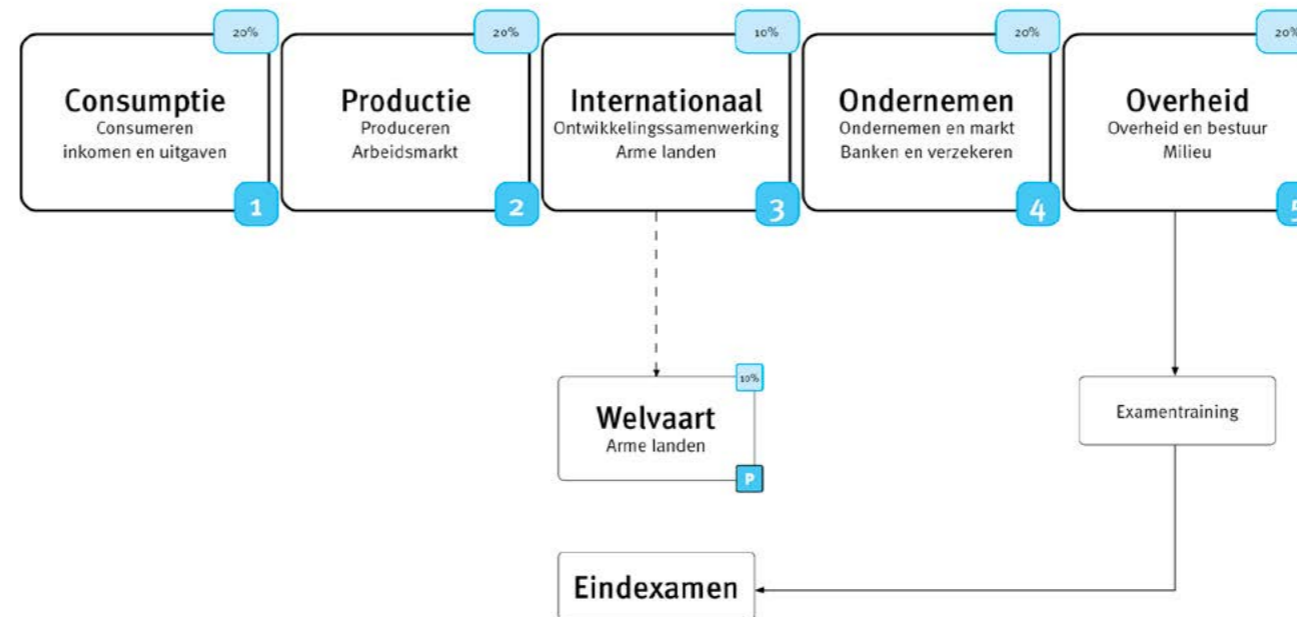 20%
Consumptie
Consumeren
inkomen en uitgaven
1
20%
Productie
Produceren
Arbeidsmarkt
2
10%
Internationaal
Ontwikkelingssamenwerking
Arme landen
3
20%
Ondernemen
Ondernemen en markt
Banken en verzekeren
4
20%
Overheid
Overheid en bestuur
Milieu
5
10%
Welvaart
Arme landen
P
Examentraining
Eindexamen